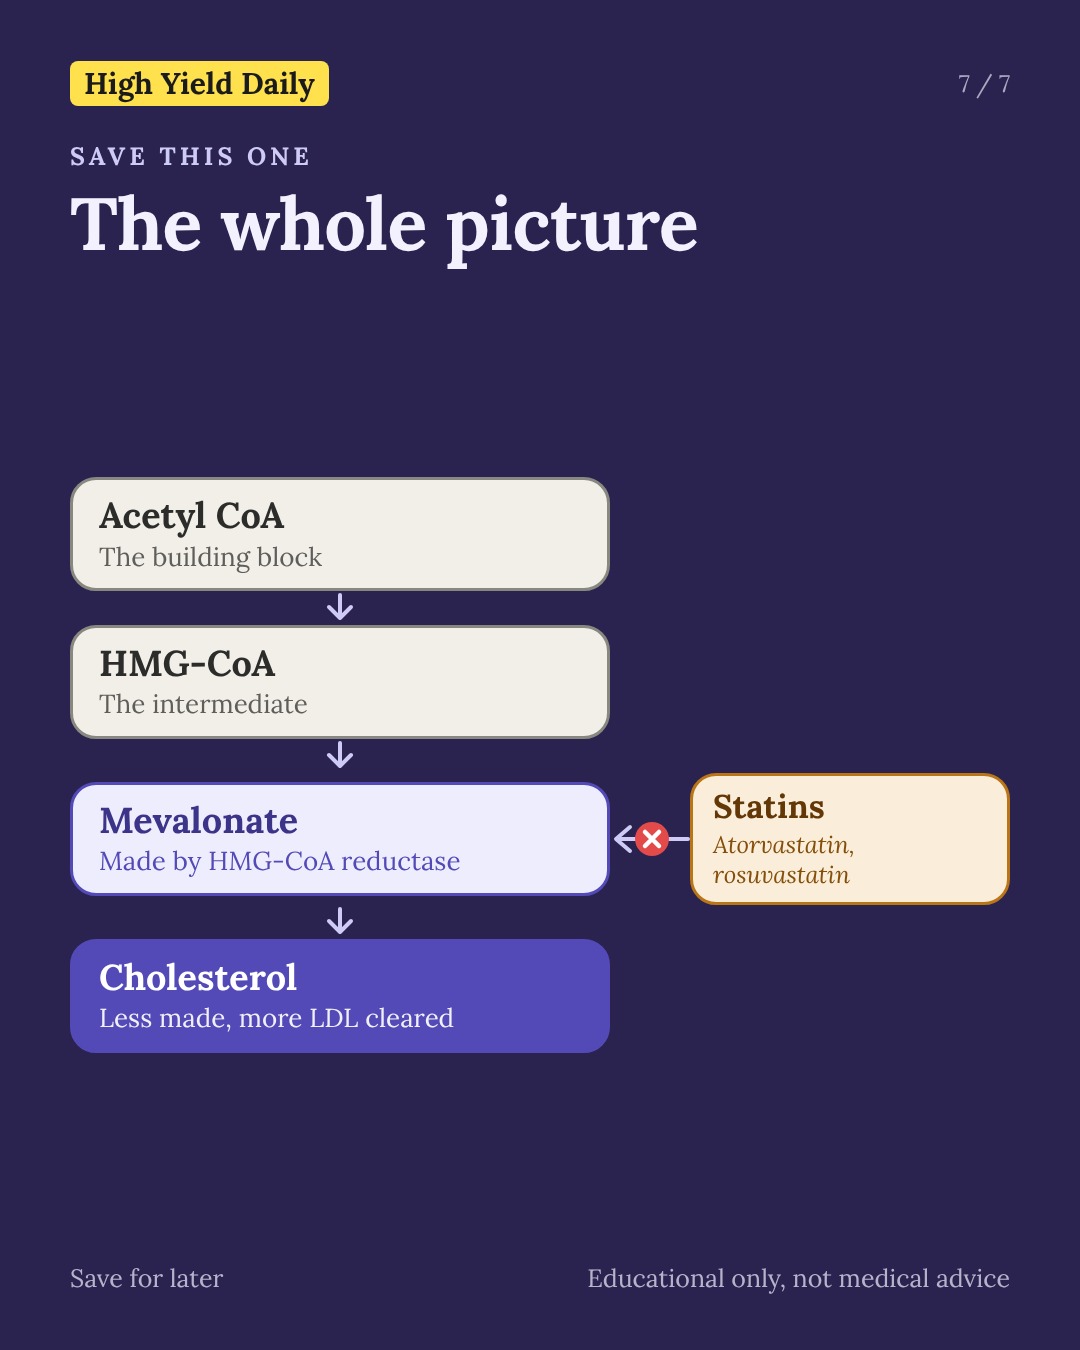 High Yield Daily
7 / 7
SAVE THIS ONE
The whole picture
Acetyl CoA
The building block
HMG-CoA
The intermediate
Mevalonate
Made by HMG-CoA reductase
Statins
Atorvastatin,
rosuvastatin
Cholesterol
Less made, more LDL cleared
Save for later
Educational only, not medical advice